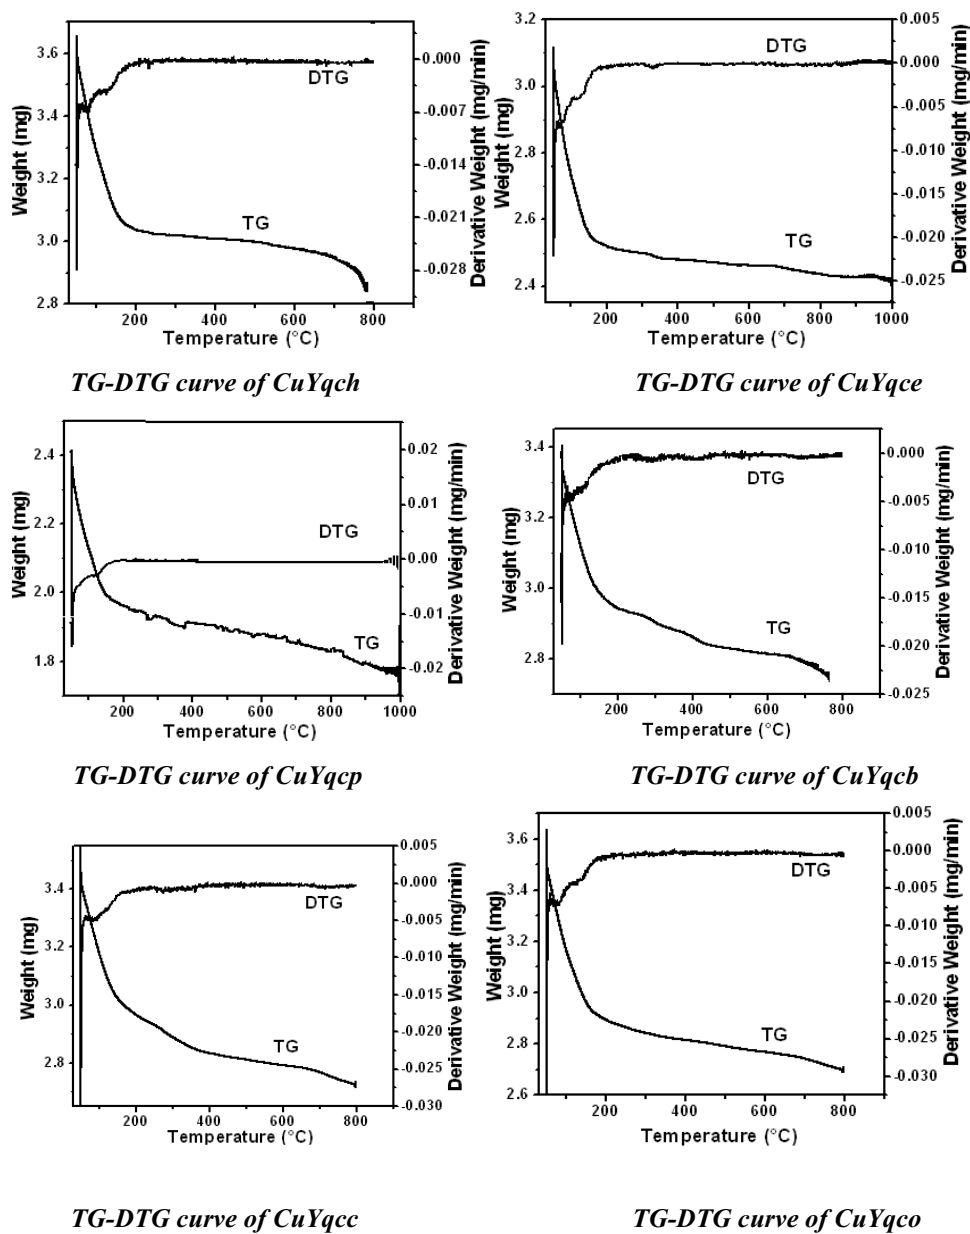 3.6
3.4
3.2
3.0
2.8
Weight (mg)
DTG
TG
0.000
-0.007
-0.014
-0.021
-0.028
Derivative Weight (mg/min)
200 400 600 800
Temperature (°C)
TG-DTG curve of CuYqch
3.2
3.0
2.8
2.6
2.4
Weight (mg)
DTG
TG
0.005
0.000
-0.005
-0.010
-0.015
-0.020
-0.025
Derivative Weight (mg/min)
200 400 600 800 1000
Temperature (°C)
TG-DTG curve of CuYqce
2.4
2.2
2.0
1.8
Weight (mg)
DTG
TG
0.02
0.01
0.00
-0.01
-0.02
Derivative Weight (mg/min)
200 400 600 800 1000
Temperature (°C)
TG-DTG curve of CuYqcp
3.4
3.2
3.0
2.8
Weight (mg)
DTG
TG
0.000
-0.005
-0.010
-0.015
-0.020
-0.025
Derivative Weight (mg/min)
200 400 600 800
Temperature (°C)
TG-DTG curve of CuYqcb
3.4
3.2
3.0
2.8
Weight (mg)
DTG
TG
0.005
0.000
-0.005
-0.010
-0.015
-0.020
-0.025
-0.030
Derivative Weight (mg/min)
200 400 600 800
Temperature (°C)
TG-DTG curve of CuYqcc
3.6
3.4
3.2
3.0
2.8
2.6
Weight (mg)
DTG
TG
0.005
0.000
-0.005
-0.010
-0.015
-0.020
-0.025
-0.030
Derivative Weight (mg/min)
200 400 600 800
Temperature (°C)
TG-DTG curve of CuYqco